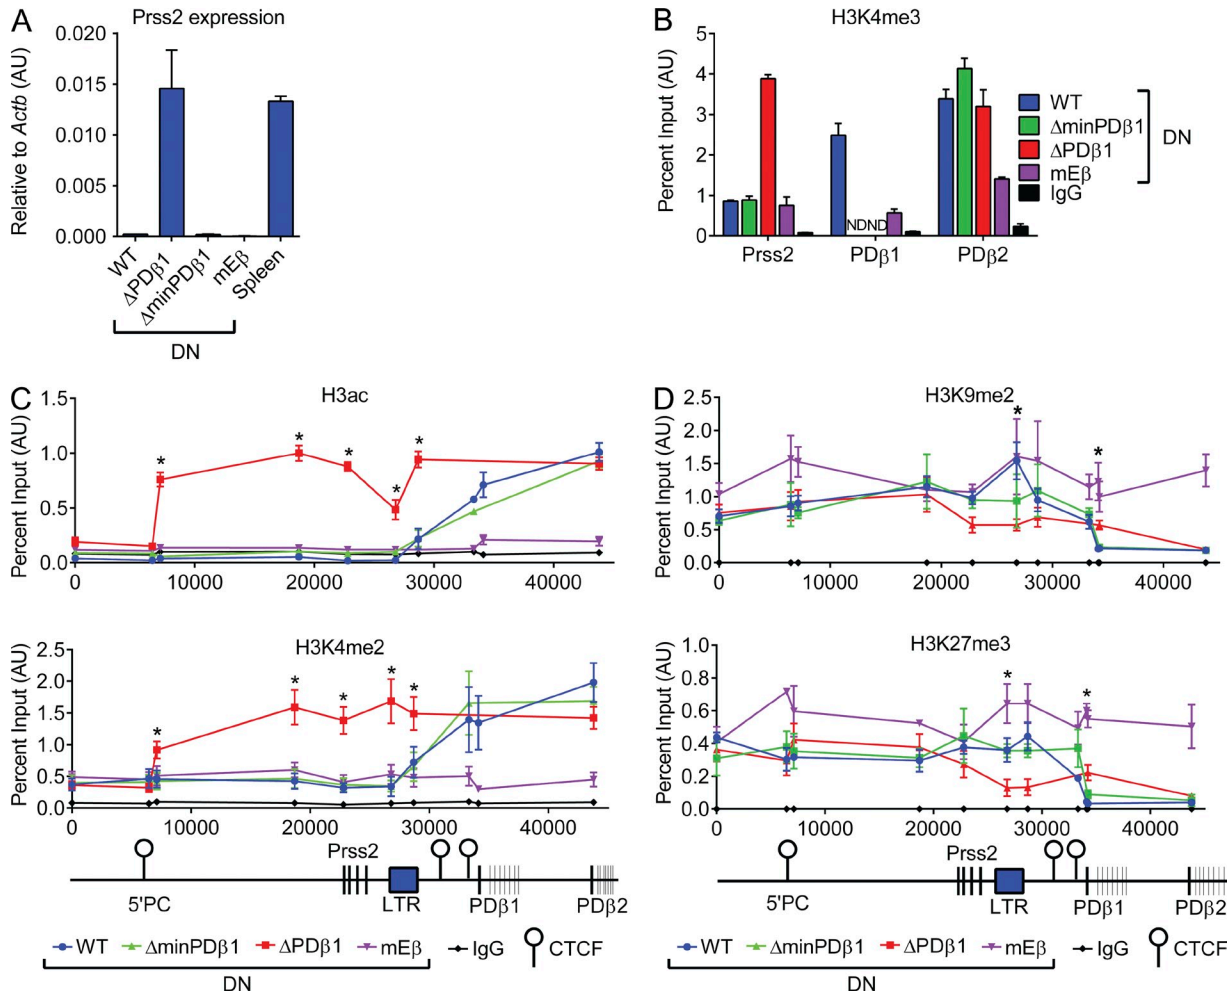 A
Prss2 expression
Relative to Actb (AU)
0.020
0.015
0.010
0.005
0.000
WT
ΔPDβ1
ΔminPDβ1
mEβ
Spleen
DN
B
H3K4me3
Percent Input (AU)
5
4
3
2
1
0
NDND
Prss2
PDβ1
PDβ2
WT
ΔminPDβ1
ΔPDβ1
mEβ
IgG
DN
C
H3ac
Percent Input (AU)
1.5
1.0
0.5
0.0
* * * * *
0 10000 20000 30000 40000
H3K4me2
Percent Input (AU)
2.5
2.0
1.5
1.0
0.5
0.0
* * * * *
0 10000 20000 30000 40000
Prss2
5'PC
LTR
PDβ1
PDβ2
WT ΔminPDβ1 ΔPDβ1 mEβ IgG CTCF
DN
D
H3K9me2
Percent Input (AU)
2.5
2.0
1.5
1.0
0.5
0.0
* *
0 10000 20000 30000 40000
H3K27me3
Percent Input (AU)
1.0
0.8
0.6
0.4
0.2
0.0
* *
0 10000 20000 30000 40000
Prss2
5'PC
LTR
PDβ1
PDβ2
WT ΔminPDβ1 ΔPDβ1 mEβ IgG CTCF
DN